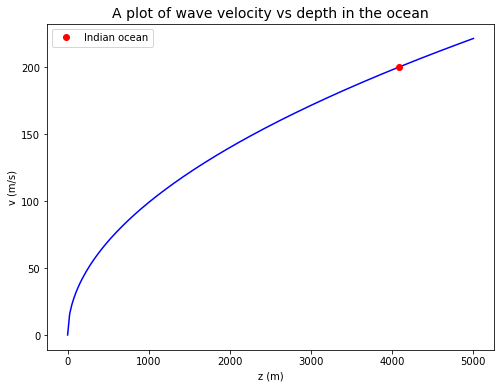 A plot of wave velocity vs depth in the ocean
Indian ocean
200
150
100
50
0
v (m/s)
0 1000 2000 3000 4000 5000
z (m)